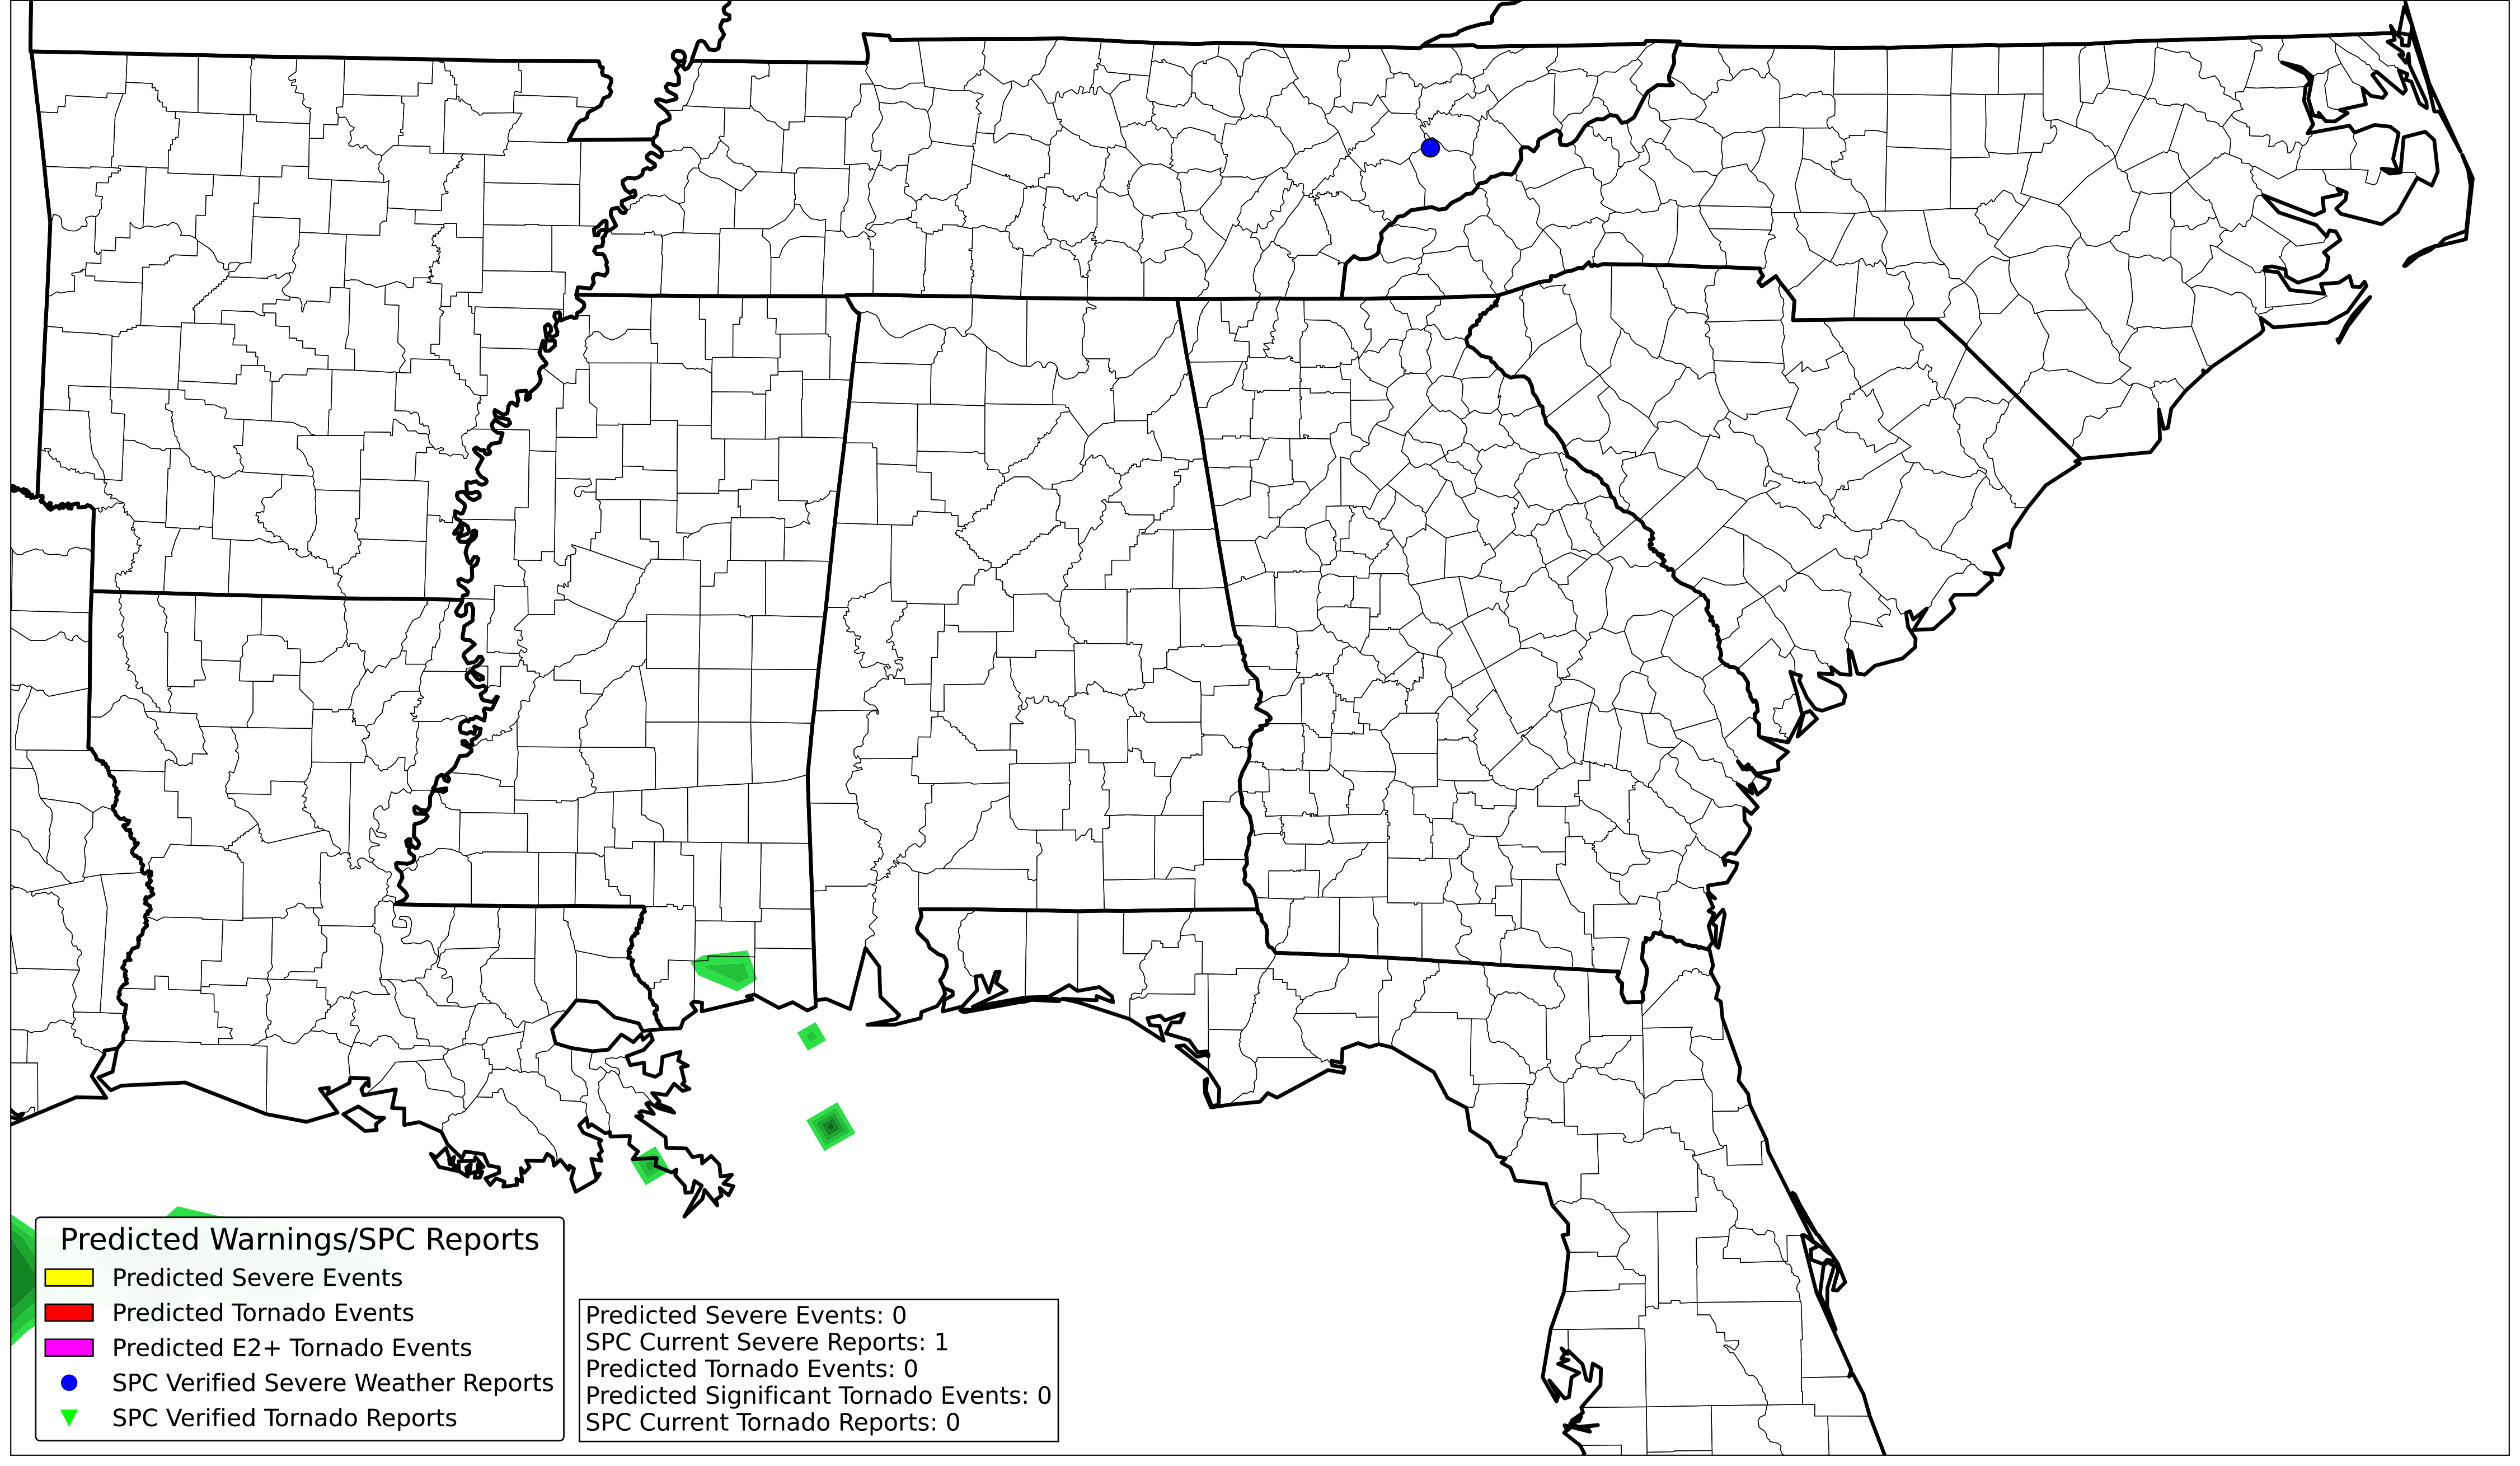 Predicted Warnings/SPC Reports
Predicted Severe Events
Predicted Tornado Events
Predicted E2+ Tornado Events
SPC Verified Severe Weather Reports
SPC Verified Tornado Reports
Predicted Severe Events: 0
SPC Current Severe Reports: 1
Predicted Tornado Events: 0
Predicted Significant Tornado Events: 0
SPC Current Tornado Reports: 0